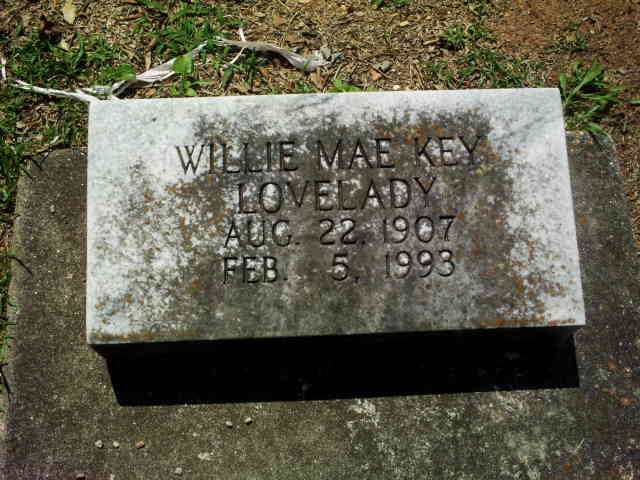 WILLIE MAE KEY
LOVELADY
AUG. 22, 1907
FEB. 5, 1993